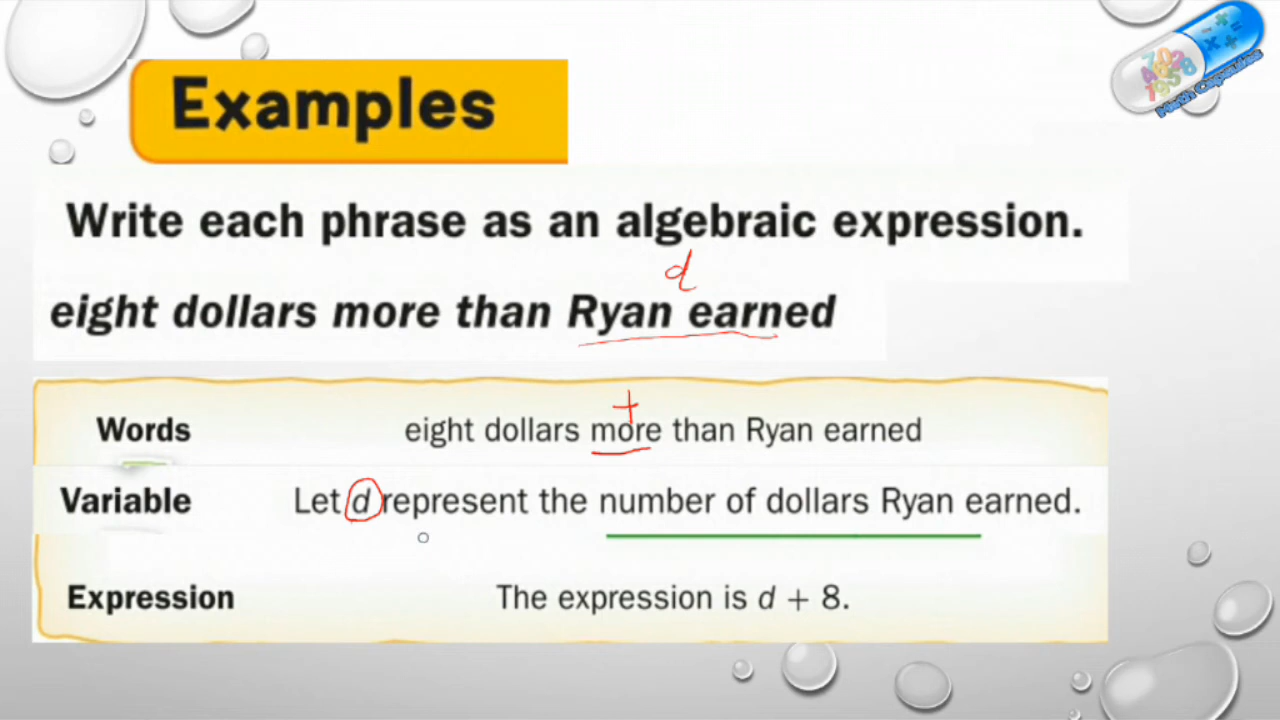 Math Capsules
Examples
Write each phrase as an algebraic expression.
d
eight dollars more than Ryan earned
+
Words eight dollars more than Ryan earned
Variable Let d represent the number of dollars Ryan earned.
Expression The expression is d + 8.